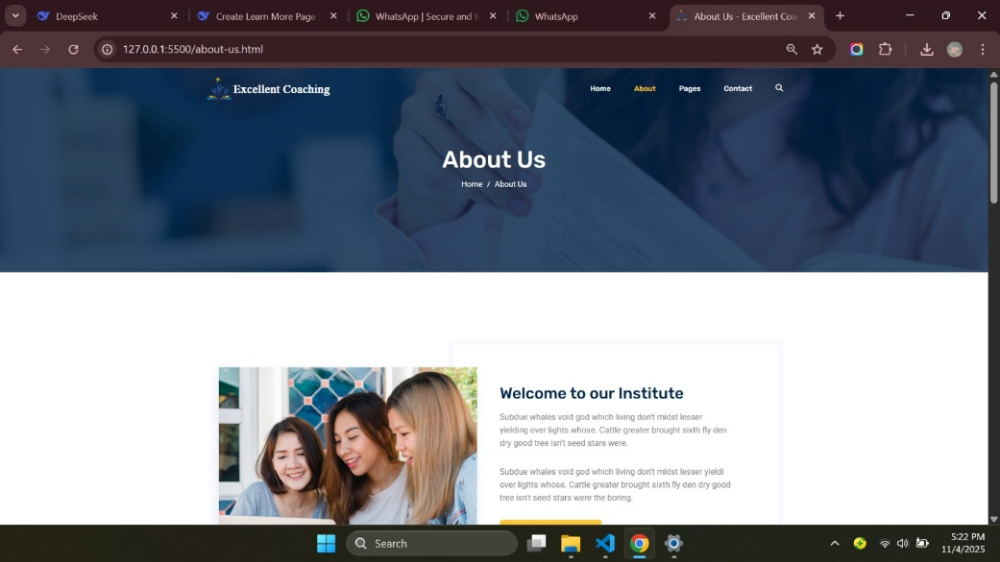 DeepSeek
Create Learn More Page
WhatsApp | Secure and
WhatsApp
About Us - Excellent Coa
127.0.0.1:5500/about-us.html
Excellent Coaching
Home
About
Pages
Contact
About Us
Home / About Us
Welcome to our Institute
Subdue whales void god which living don't midst lesser
yielding over lights whose. Cattle greater brought sixth fly den
dry good tree isn't seed stars were.
Subdue whales void god which living don't midst lesser yieldi
over lights whose. Cattle greater brought sixth fly den dry good
tree isn't seed stars were the boring.
Search
5:22 PM
11/4/2025